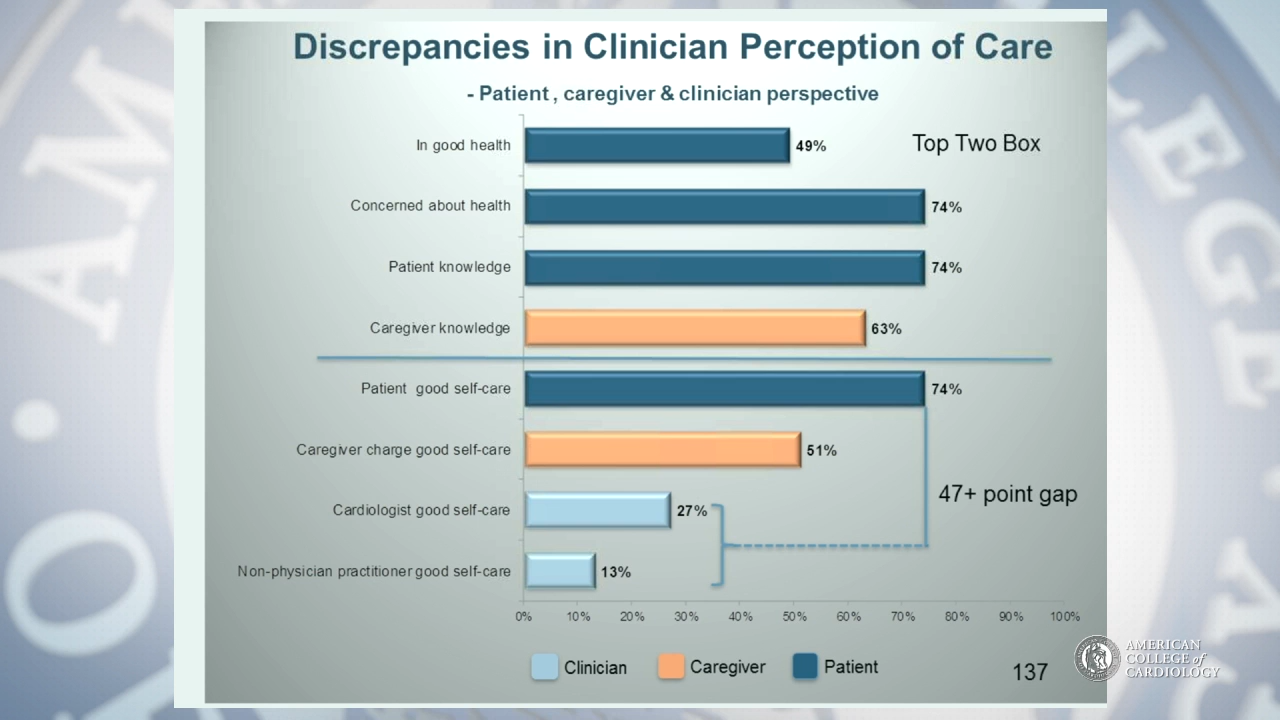 Discrepancies in Clinician Perception of Care
- Patient , caregiver & clinician perspective
Top Two Box
In good health 49%
Concerned about health 74%
Patient knowledge 74%
Caregiver knowledge 63%
Patient good self-care 74%
Caregiver charge good self-care 51%
47+ point gap
Cardiologist good self-care 27%
Non-physician practitioner good self-care 13%
0% 10% 20% 30% 40% 50% 60% 70% 80% 90% 100%
Clinician Caregiver Patient
137
AMERICAN
COLLEGE of
CARDIOLOGY